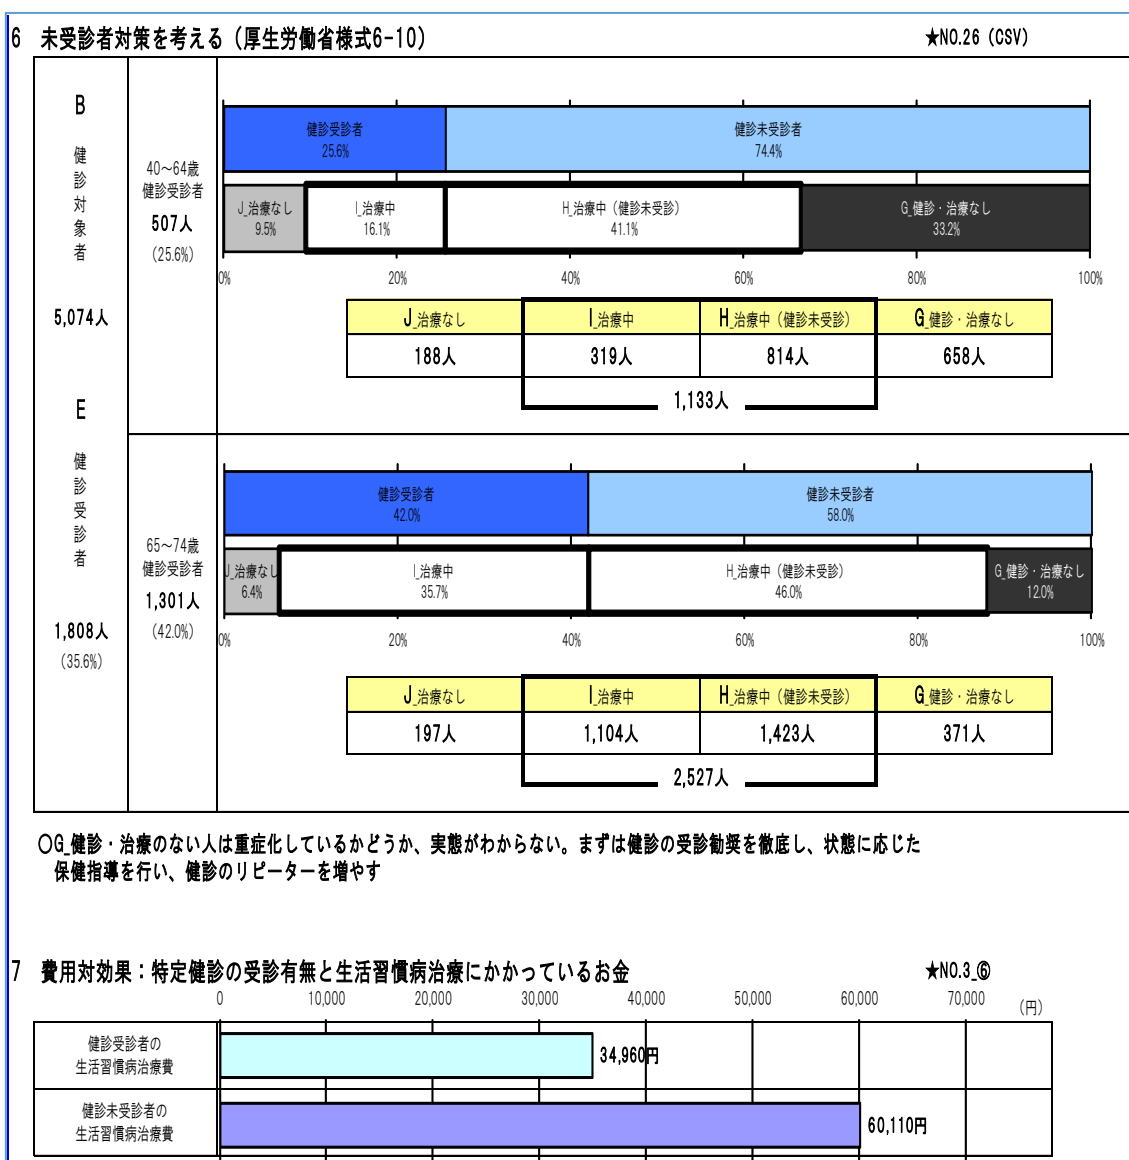 6 未受診者対策を考える（厚生労働省様式6-10）
★NO.26（CSV）
B
健診対象者
5,074人
E
健診受診者
1,808人
（35.6%）
40～64歳
健診受診者
507人
（25.6%）
健診受診者
25.6%
健診未受診者
74.4%
J_治療なし
9.5%
I_治療中
16.1%
H_治療中（健診未受診）
41.1%
G_健診・治療なし
33.2%
0% 20% 40% 60% 80% 100%
J_治療なし I_治療中 H_治療中（健診未受診） G_健診・治療なし
188人 319人 814人 658人
1,133人
65～74歳
健診受診者
1,301人
（42.0%）
健診受診者
42.0%
健診未受診者
58.0%
J_治療なし
6.4%
I_治療中
35.7%
H_治療中（健診未受診）
46.0%
G_健診・治療なし
12.0%
0% 20% 40% 60% 80% 100%
J_治療なし I_治療中 H_治療中（健診未受診） G_健診・治療なし
197人 1,104人 1,423人 371人
2,527人
○G_健診・治療のない人は重症化しているかどうか、実態がわからない。まずは健診の受診勧奨を徹底し、状態に応じた
保健指導を行い、健診のリピーターを増やす
7 費用対効果：特定健診の受診有無と生活習慣病治療にかかっているお金
★NO.3_⑥
0 10,000 20,000 30,000 40,000 50,000 60,000 70,000
（円）
健診受診者の
生活習慣病治療費
34,960円
健診未受診者の
生活習慣病治療費
60,110円